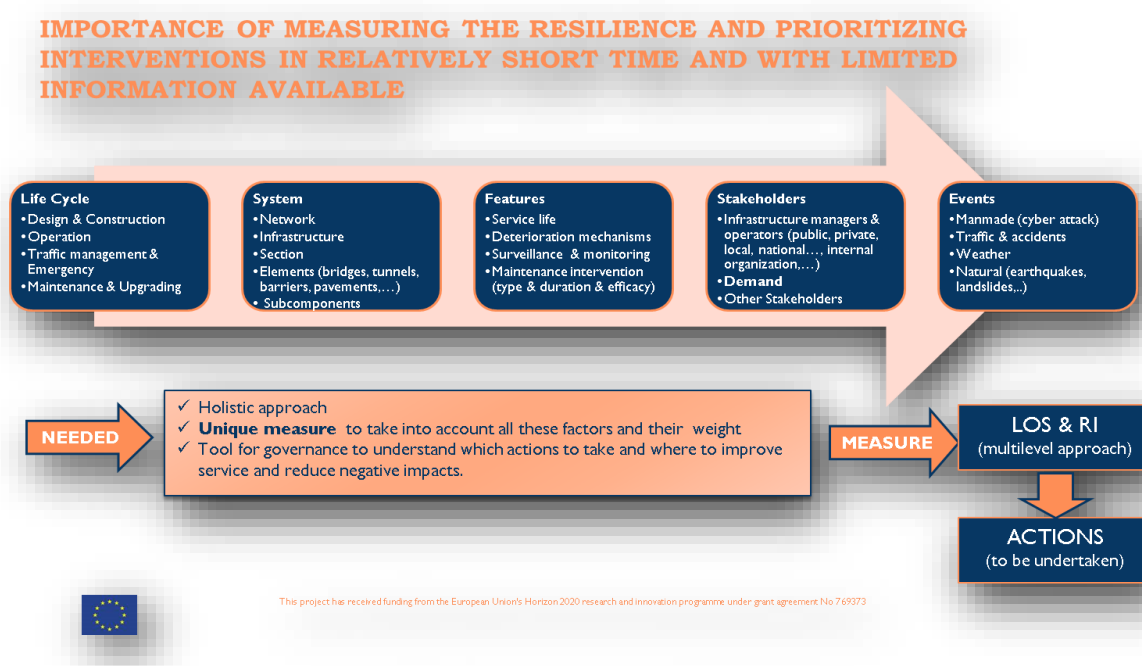 IMPORTANCE OF MEASURING THE RESILIENCE AND PRIORITIZING
INTERVENTIONS IN RELATIVELY SHORT TIME AND WITH LIMITED
INFORMATION AVAILABLE
Life Cycle
•Design & Construction
•Operation
•Traffic management &
Emergency
•Maintenance & Upgrading
System
•Network
•Infrastructure
•Section
•Elements (bridges, tunnels,
barriers, pavements,...)
• Subcomponents
Features
•Service life
•Deterioration mechanisms
•Surveillance & monitoring
•Maintenance intervention
(type & duration & efficacy)
Stakeholders
•Infrastructure managers &
operators (public, private,
local, national..., internal
organization,...)
•Demand
•Other Stakeholders
Events
•Manmade (cyber attack)
•Traffic & accidents
•Weather
•Natural (earthquakes,
landslides,..)
NEEDED
✓ Holistic approach
✓ Unique measure to take into account all these factors and their weight
✓ Tool for governance to understand which actions to take and where to improve
service and reduce negative impacts.
MEASURE
LOS & RI
(multilevel approach)
ACTIONS
(to be undertaken)
This project has received funding from the European Union's Horizon 2020 research and innovation programme under grant agreement No 769373